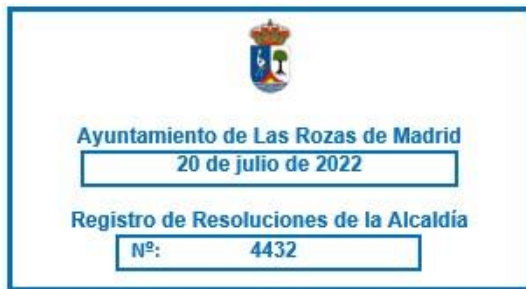 Ayuntamiento de Las Rozas de Madrid
20 de julio de 2022
Registro de Resoluciones de la Alcaldía
Nº: 4432